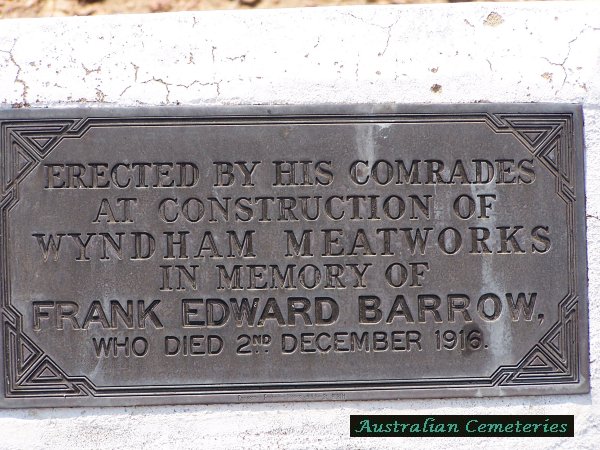 ERECTED BY HIS COMRADES
AT CONSTRUCTION OF
WYNDHAM MEATWORKS
IN MEMORY OF
FRANK EDWARD BARROW,
WHO DIED 2ND DECEMBER 1916.
Australian Cemeteries